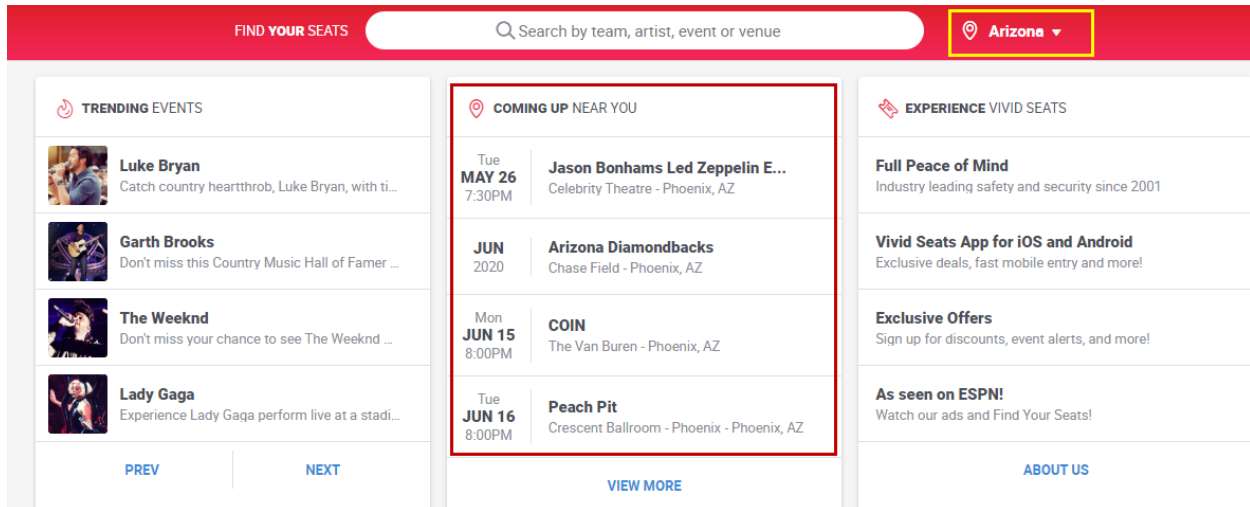 FIND YOUR SEATS
Search by team, artist, event or venue
Arizona
TRENDING EVENTS
Luke Bryan
Catch country heartthrob, Luke Bryan, with ti...
Garth Brooks
Don't miss this Country Music Hall of Famer ...
The Weeknd
Don't miss your chance to see The Weeknd ...
Lady Gaga
Experience Lady Gaga perform live at a stadi...
PREV
NEXT
COMING UP NEAR YOU
Tue
MAY 26
7:30PM
Jason Bonhams Led Zeppelin E...
Celebrity Theatre - Phoenix, AZ
JUN
2020
Arizona Diamondbacks
Chase Field - Phoenix, AZ
Mon
JUN 15
8:00PM
COIN
The Van Buren - Phoenix, AZ
Tue
JUN 16
8:00PM
Peach Pit
Crescent Ballroom - Phoenix - Phoenix, AZ
VIEW MORE
EXPERIENCE VIVID SEATS
Full Peace of Mind
Industry leading safety and security since 2001
Vivid Seats App for iOS and Android
Exclusive deals, fast mobile entry and more!
Exclusive Offers
Sign up for discounts, event alerts, and more!
As seen on ESPN!
Watch our ads and Find Your Seats!
ABOUT US